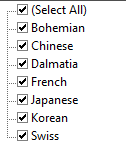 (Select All)
Bohemian
Chinese
Dalmatia
French
Japanese
Korean
Swiss